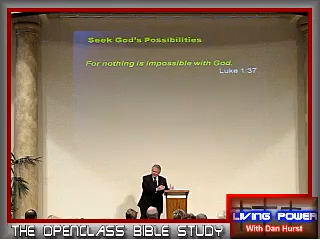 Seek God's Possibilities
For nothing is impossible with God.
Luke 1:37
THE OPENCLASS BIBLE STUDY
LIVING POWER
With Dan Hurst